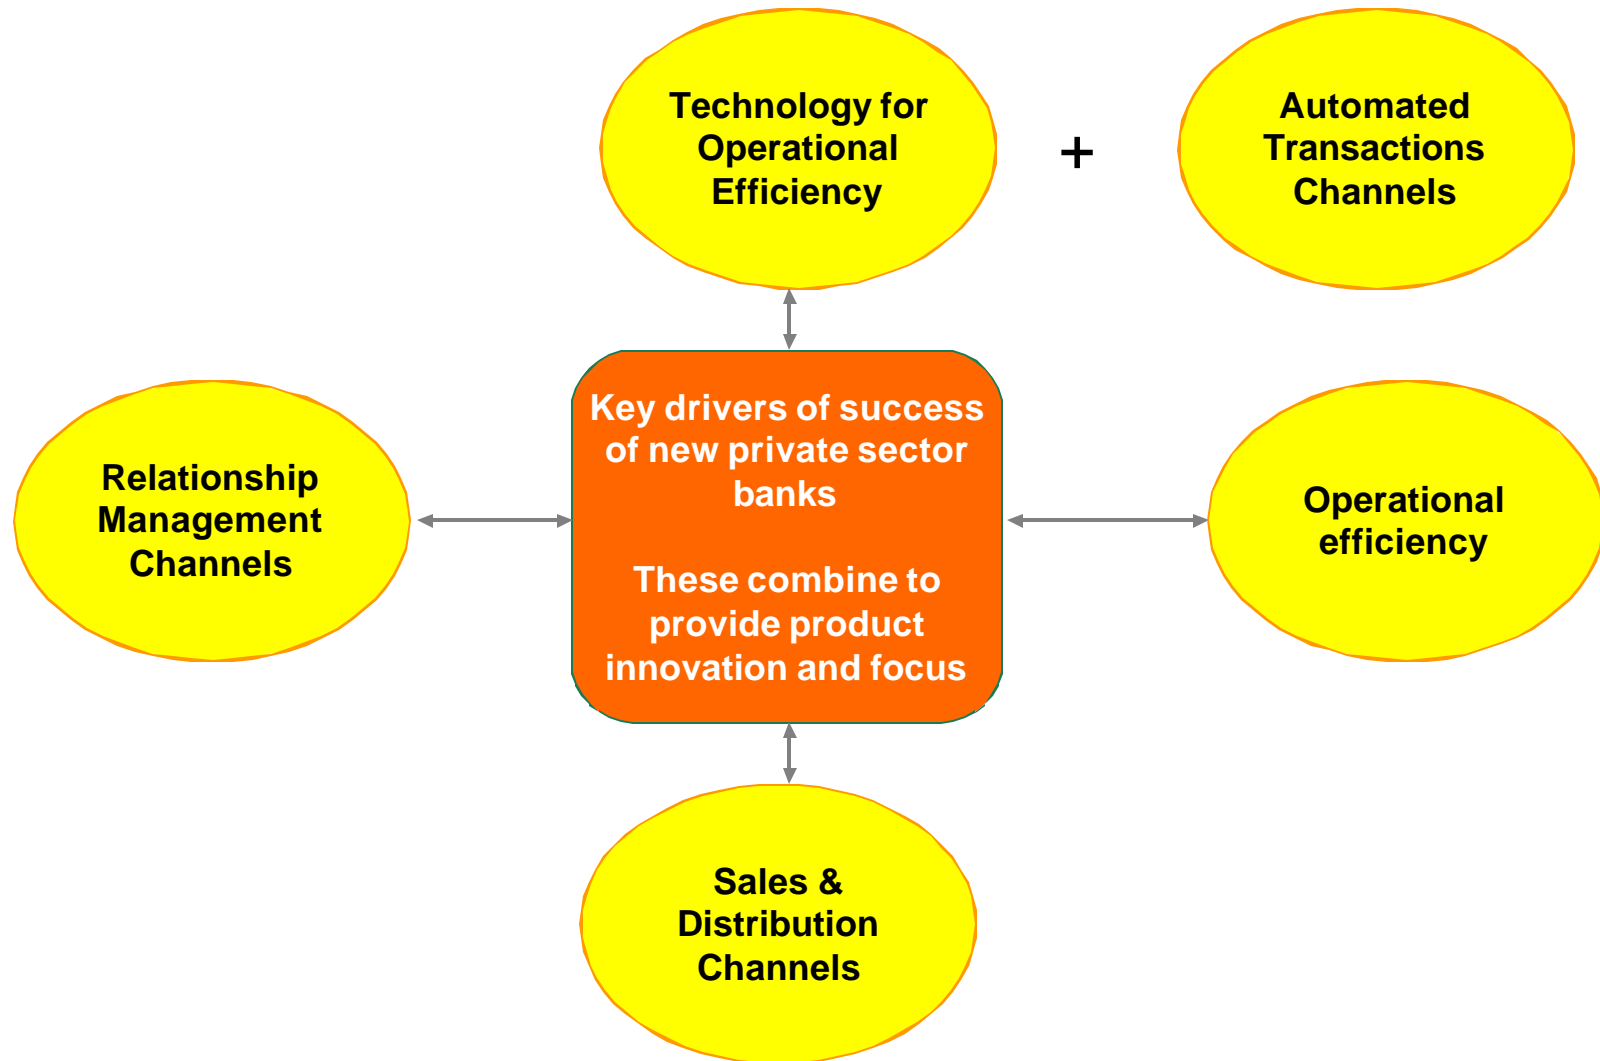 Technology for
Operational
Efficiency
+
Automated
Transactions
Channels
Relationship
Management
Channels
Key drivers of success
of new private sector
banks
These combine to
provide product
innovation and focus
Operational
efficiency
Sales &
Distribution
Channels